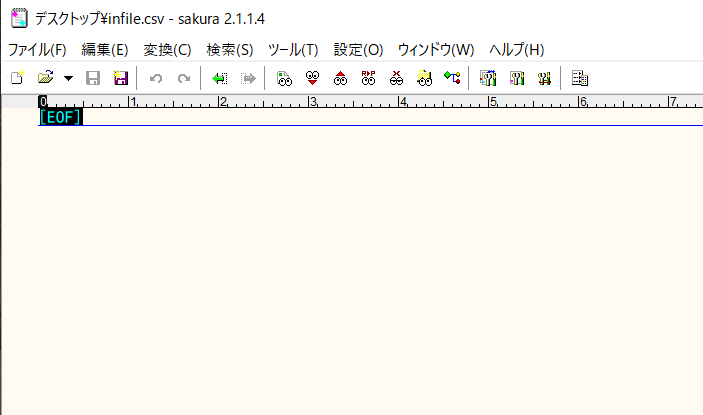 デスクトップ¥infile.csv - sakura 2.1.1.4
ファイル(F) 編集(E) 変換(C) 検索(S) ツール(T) 設定(O) ウィンドウ(W) ヘルプ(H)
0 1 2 3 4 5 6 7
[EOF]